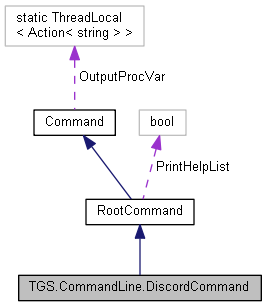 static ThreadLocal
< Action< string > >
OutputProcVar
Command
bool
PrintHelpList
RootCommand
TGS.CommandLine.DiscordCommand